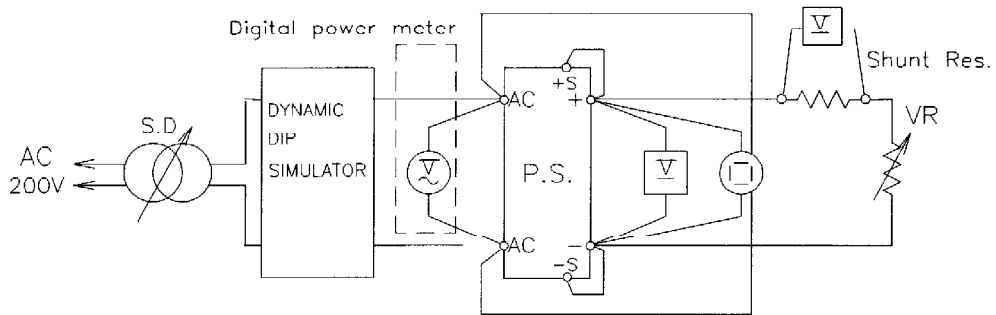 Digital power meter
Shunt Res.
V
+S
AC
+
DYNAMIC
DIP
SIMULATOR
S.D
VR
AC
200V
V
P.S.
V
AC
−
−S